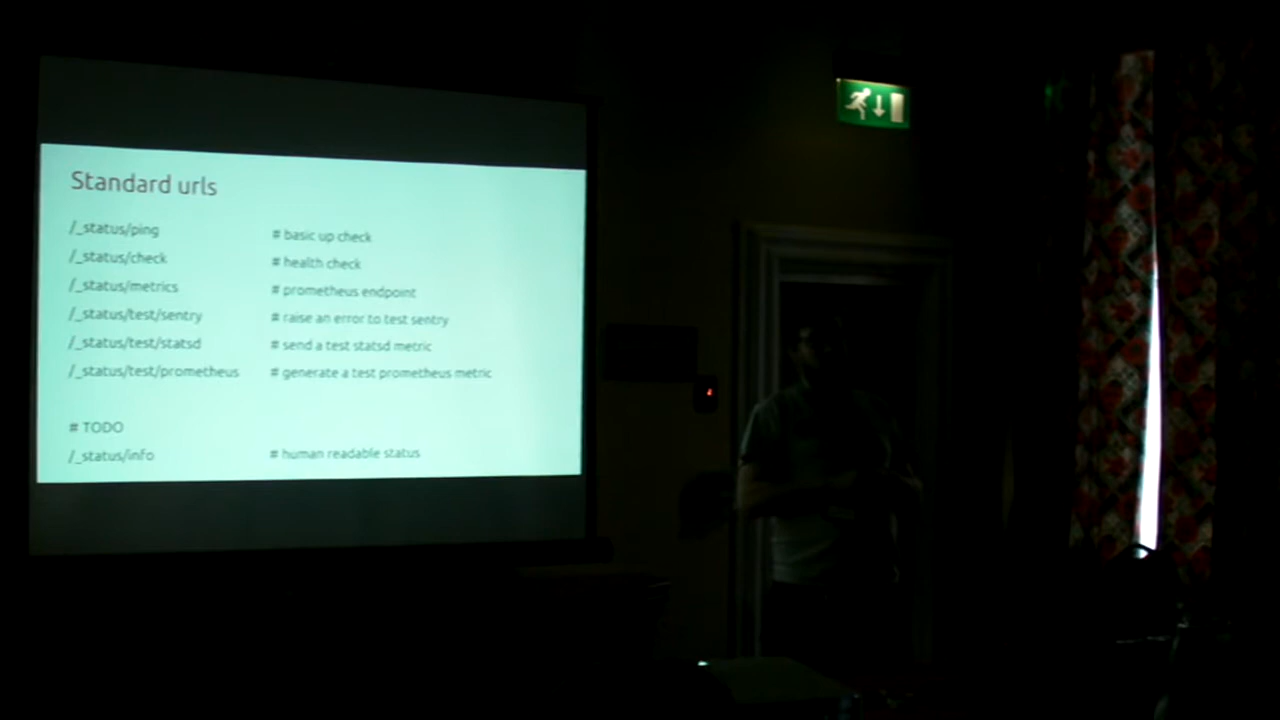 Standard urls
/_status/ping # basic up check
/_status/check # health check
/_status/metrics # prometheus endpoint
/_status/test/sentry # raise an error to test sentry
/_status/test/statsd # send a test statsd metric
/_status/test/prometheus # generate a test prometheus metric
# TODO
/_status/info # human readable status